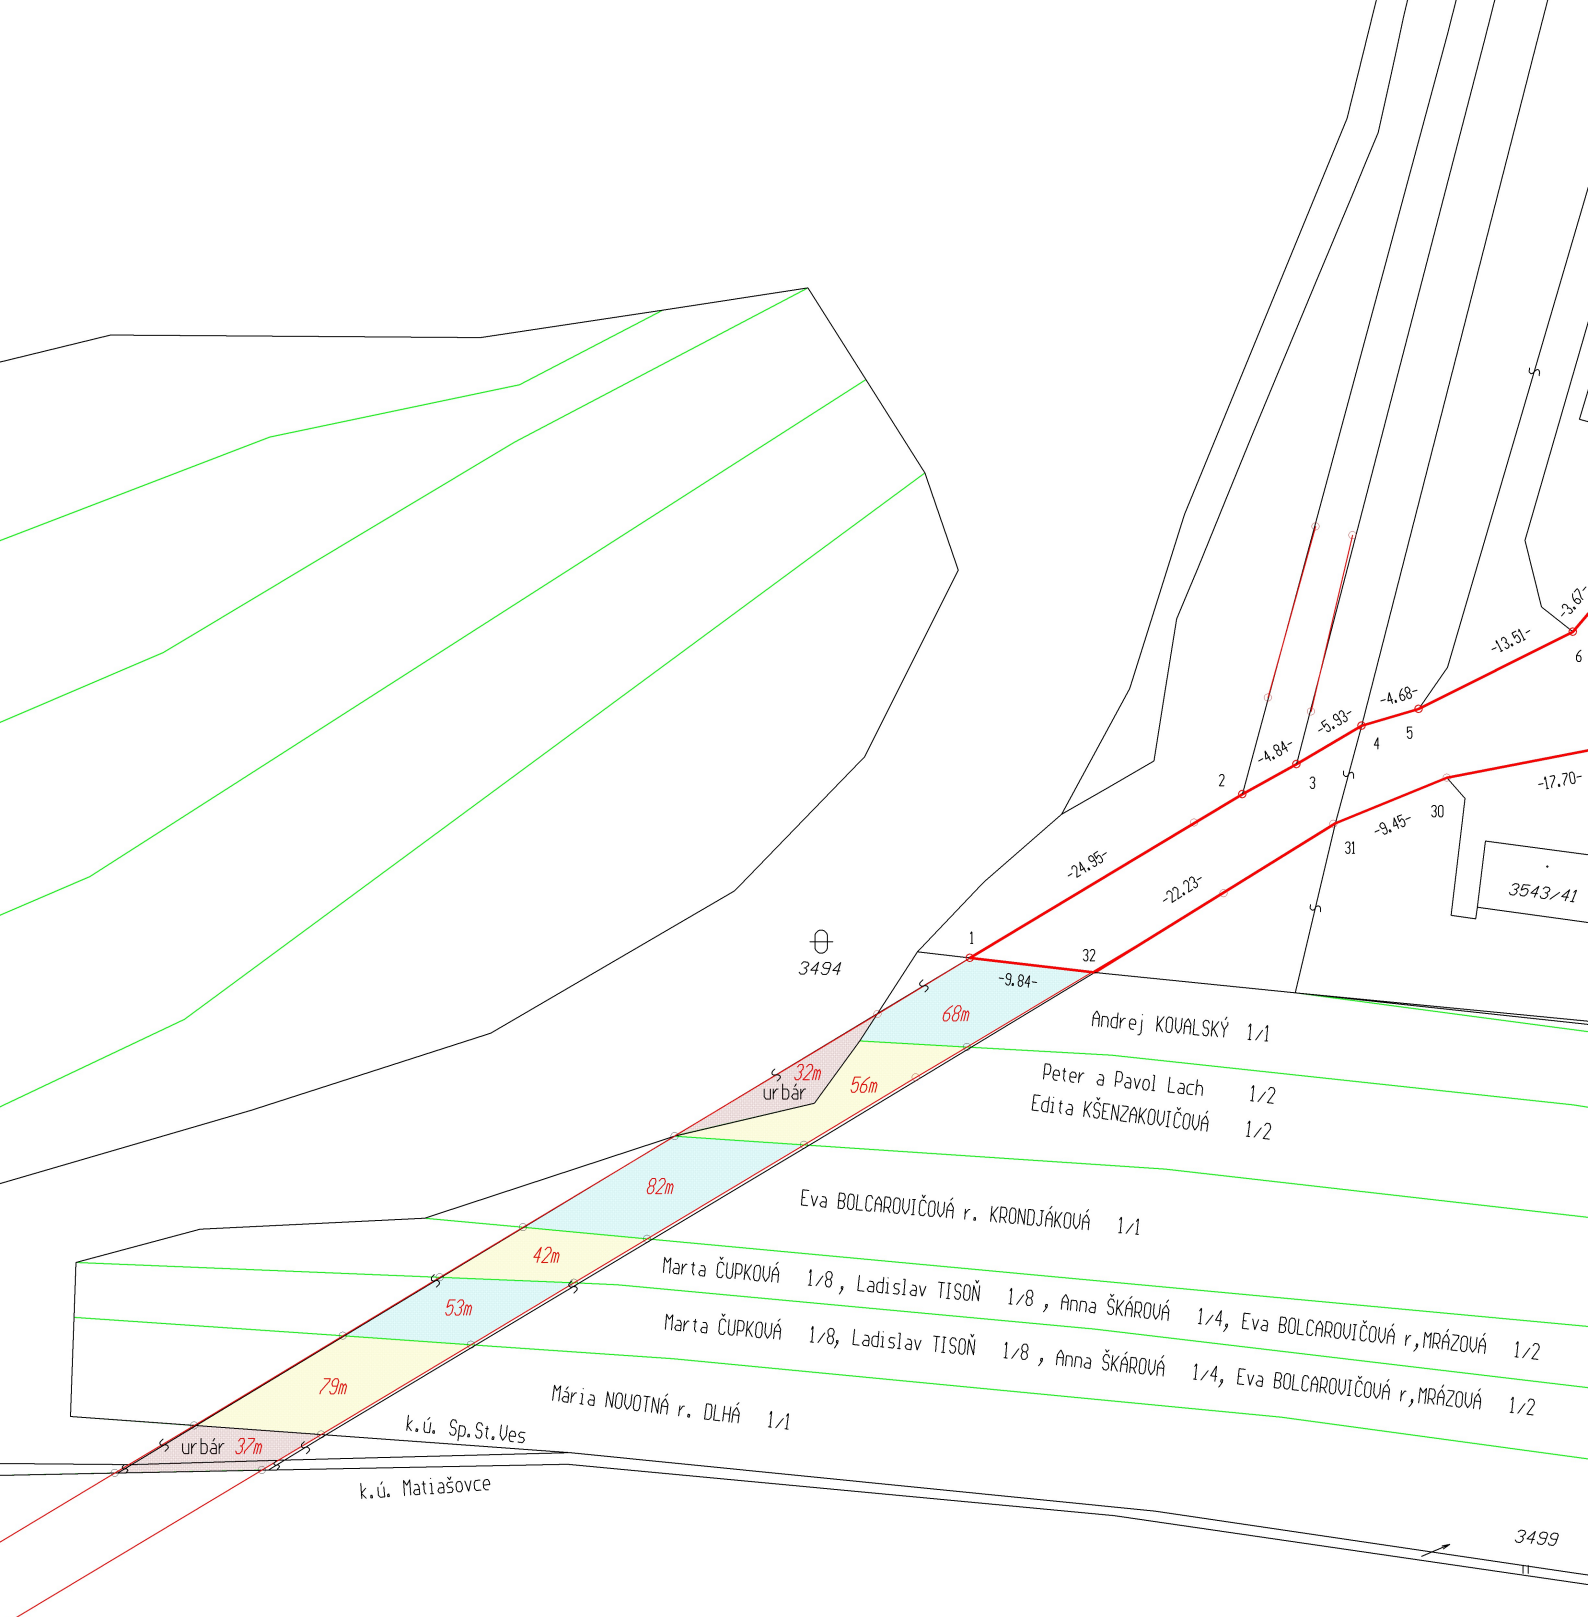 -3.67-
6
-13.51-
-4.68-
5
-5.93-
4
-4.84-
3
2
-17.70-
30
-9.45-
31
3543/41
-24.95-
-22.23-
1
32
-9.84-
3494
68m
Andrej KOVALSKÝ 1/1
32m
urbár
56m
Peter a Pavol Lach 1/2
Edita KŠENZAKOVIČOVÁ 1/2
82m
Eva BOLCAROVIČOVÁ r. KRONDJÁKOVÁ 1/1
42m
Marta ČUPKOVÁ 1/8 , Ladislav TISOŇ 1/8 , Anna ŠKÁROVÁ 1/4, Eva BOLCAROVIČOVÁ r,MRÁZOVÁ 1/2
53m
Marta ČUPKOVÁ 1/8, Ladislav TISOŇ 1/8 , Anna ŠKÁROVÁ 1/4, Eva BOLCAROVIČOVÁ r,MRÁZOVÁ 1/2
79m
Mária NOVOTNÁ r. DLHÁ 1/1
k.ú. Sp.St.Ves
urbár 37m
k.ú. Matiašovce
3499